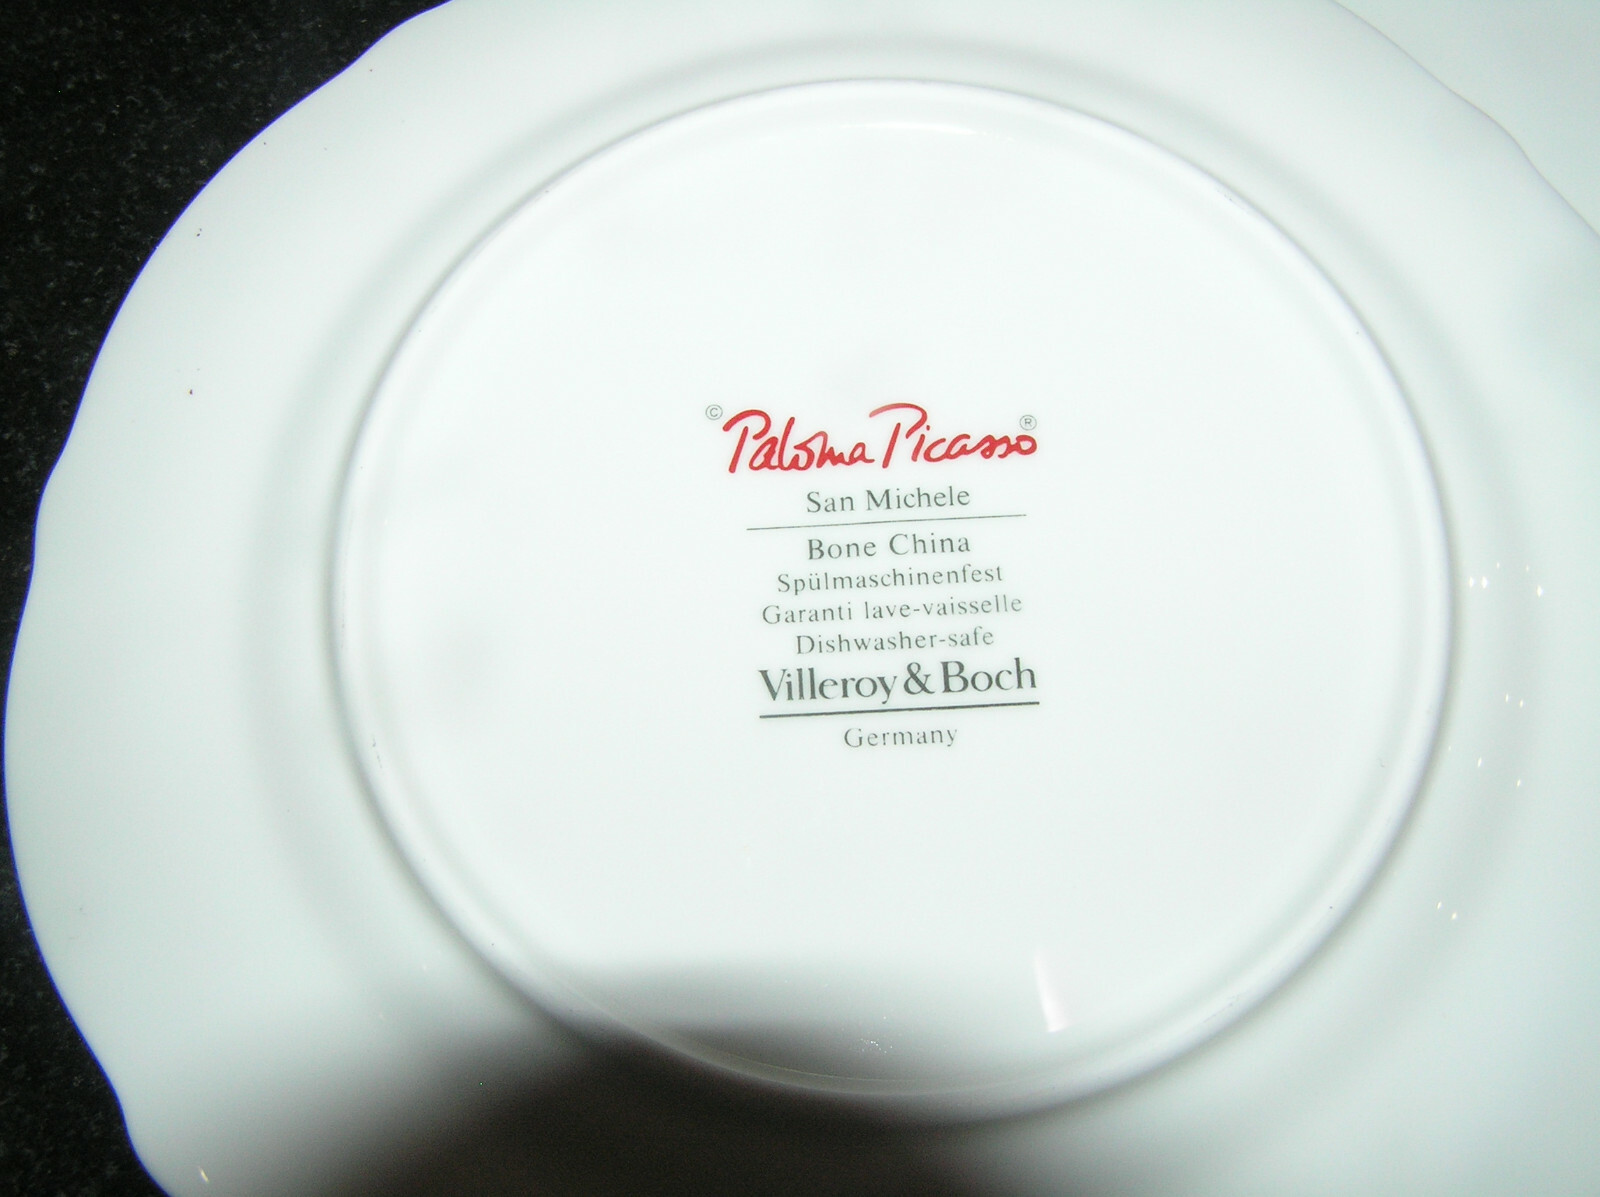 © Paloma Picasso ®
San Michele
Bone China
Spülmaschinenfest
Garanti lave-vaisselle
Dishwasher-safe
Villeroy & Boch
Germany